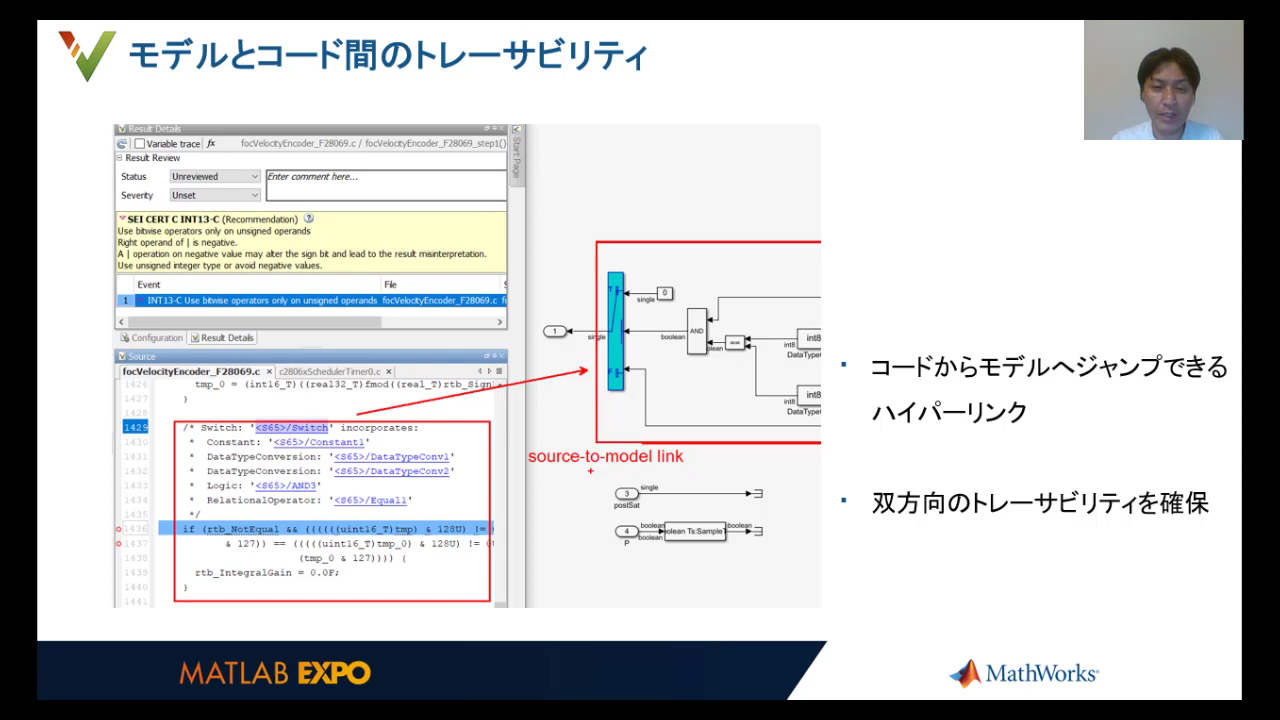 モデルとコード間のトレーサビリティ
Result Details
Variable trace fx focVelocityEncoder_F28069.c / focVelocityEncoder_F28069_step1()
Result Review
Status Unreviewed Enter comment here...
Severity Unset
SEI CERT C INT13-C (Recommendation)
Use bitwise operators only on unsigned operands
Right operand of | is negative.
A | operation on negative value may alter the sign bit and lead to the result misinterpretation.
Use unsigned integer type or avoid negative values.
Event File
1 INT13-C Use bitwise operators only on unsigned operands focVelocityEncoder_F28069.c
Configuration Result Details
Start Page
Source
focVelocityEncoder_F28069.c × c2806xSchedulerTimer0.c ×
1426 tmp_0 = (int16_T)((real32_T)fmod((real_T)rtb_Sign
1427 }
1428
1429 /* Switch: '<S65>/Switch' incorporates:
1430 * Constant: '<S65>/Constant1'
1431 * DataTypeConversion: '<S65>/DataTypeConv1'
1432 * DataTypeConversion: '<S65>/DataTypeConv2'
1433 * Logic: '<S65>/AND3'
1434 * RelationalOperator: '<S65>/Equal1'
1435 */
1436 if (rtb_NotEqual && ((((((uint16_T)tmp) & 128U) !=
1437 & 127)) == (((((uint16_T)tmp_0) & 128U) !=
1438 (tmp_0 & 127)))) {
1439 rtb_IntegralGain = 0.0F;
1440 }
1441
T
F
0
single
1
single
boolean
AND
==
int8
int8
DataTypeC
int8
int8
DataTypeC
source-to-model link
3
single
postSat
4
boolean
boolean
P
Ts:SampleT
boolean
コードからモデルへジャンプできる
ハイパーリンク
双方向のトレーサビリティを確保
MATLAB EXPO
MathWorks®